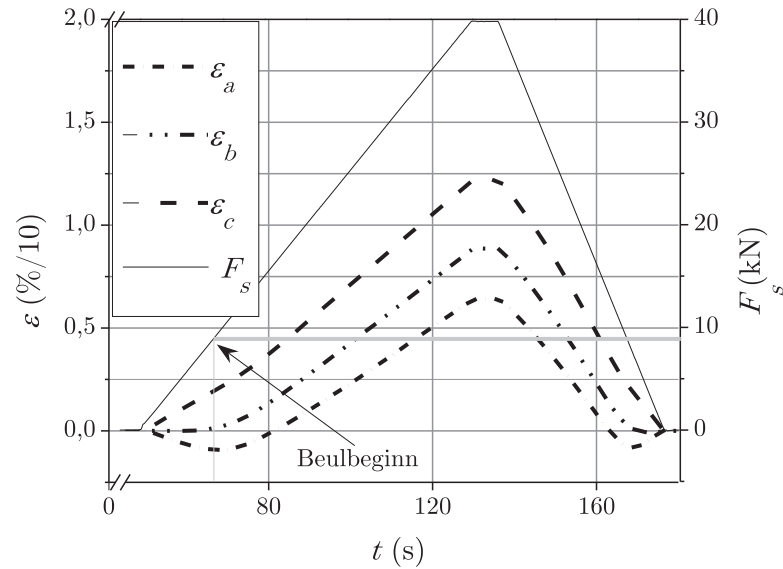 2,0
1,5
1,0
0,5
0,0
ε (%/10)
ε_a
ε_b
ε_c
F_s
Beulbeginn
40
30
20
10
0
F_s (kN)
0 80 120 160
t (s)